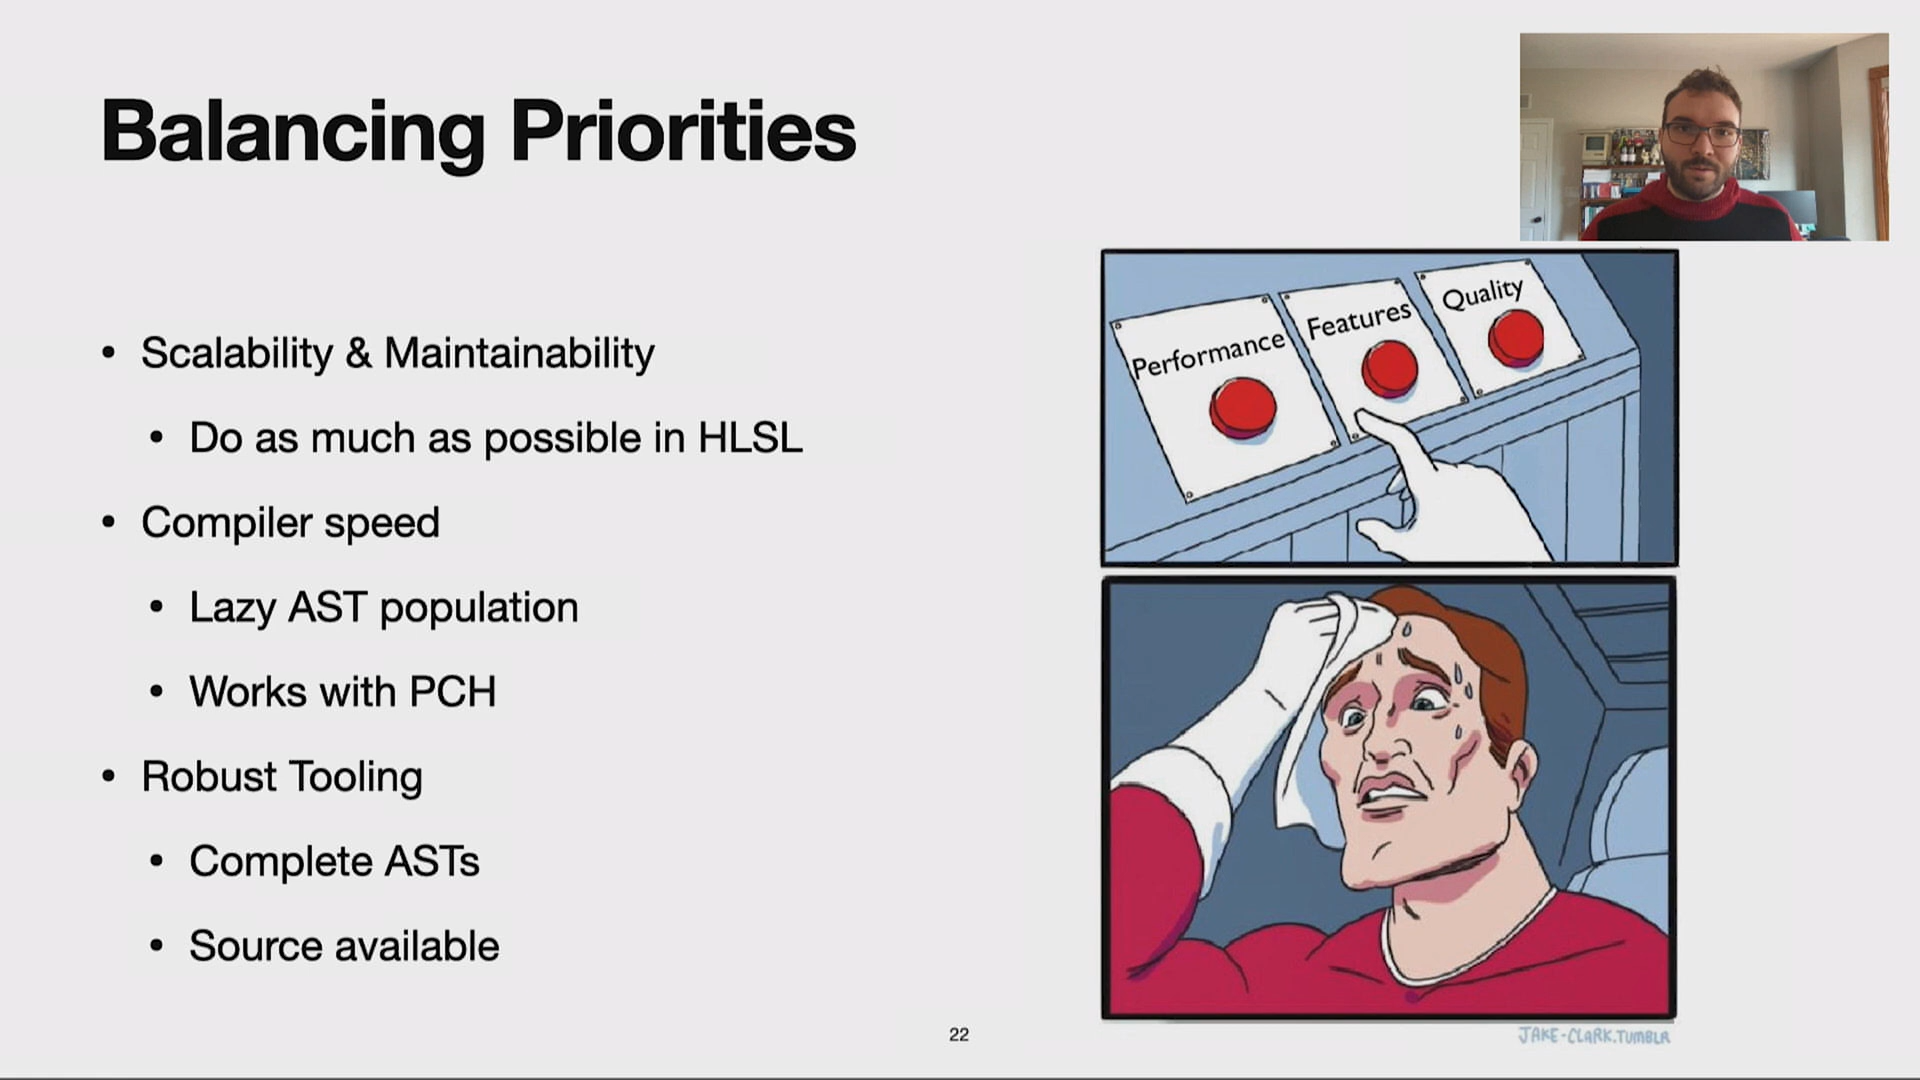 Balancing Priorities
• Scalability & Maintainability
• Do as much as possible in HLSL
• Compiler speed
• Lazy AST population
• Works with PCH
• Robust Tooling
• Complete ASTs
• Source available
Performance
Features
Quality
22
JAKE-CLARK.TUMBLR